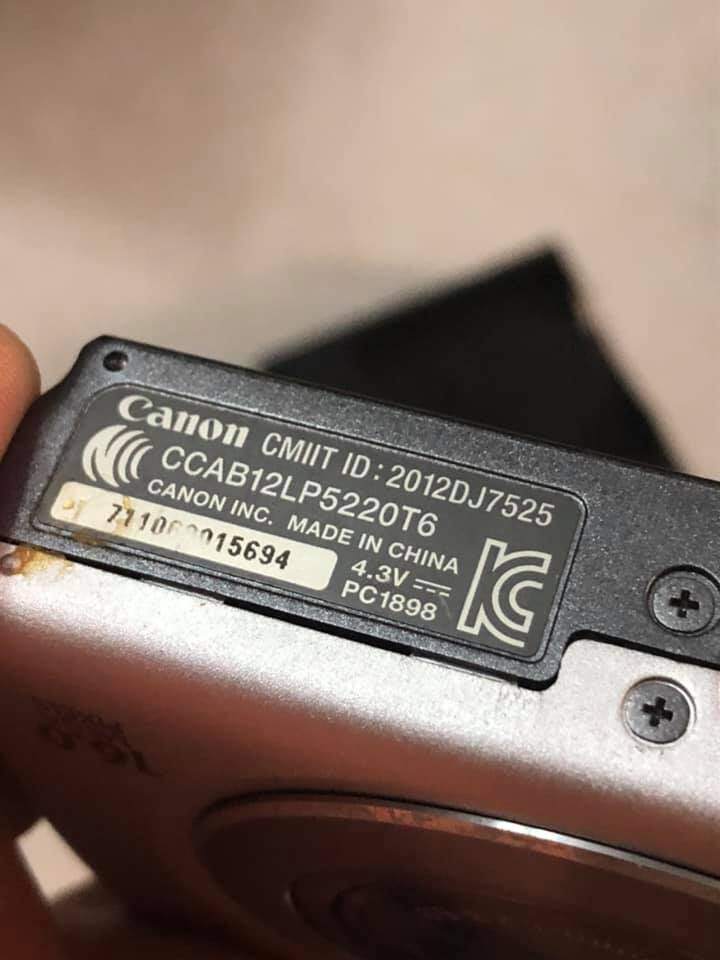 Canon CMIIT ID : 2012DJ7525
CCAB12LP5220T6
CANON INC. MADE IN CHINA
4.3V
PC1898